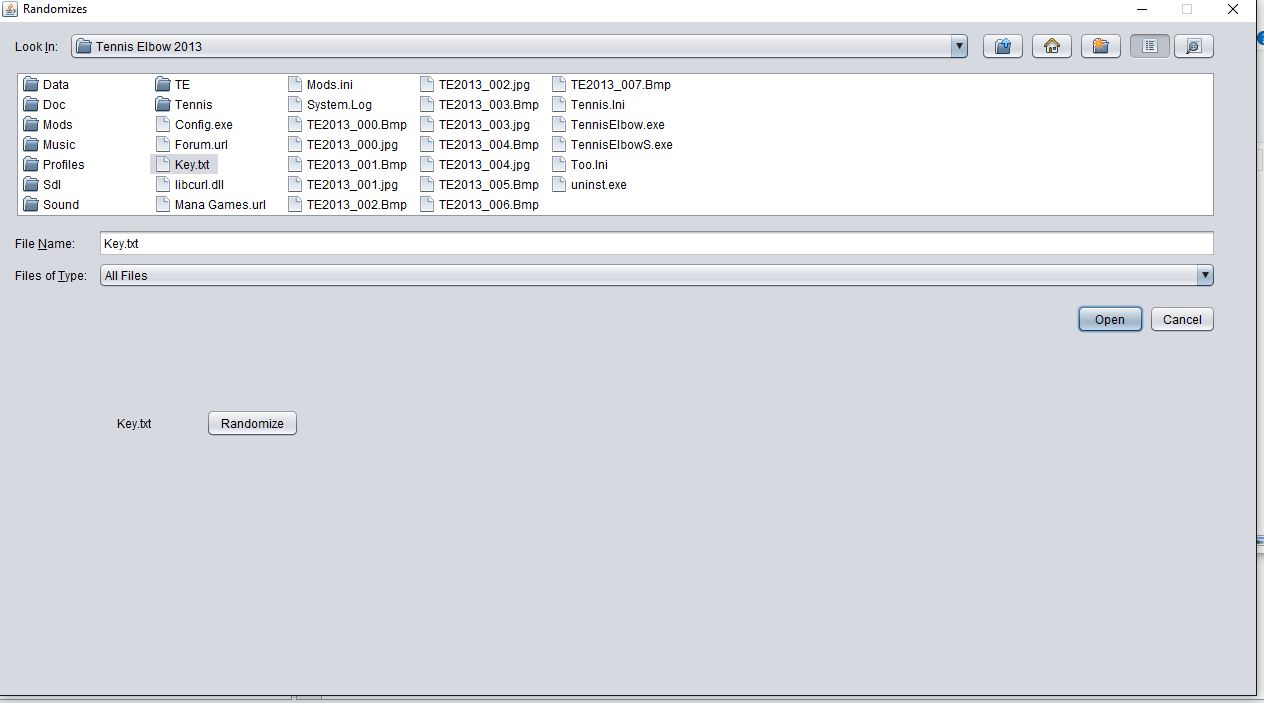 Randomizes
Look In: Tennis Elbow 2013
Data TE Mods.ini TE2013_002.jpg TE2013_007.Bmp
Doc Tennis System.Log TE2013_003.Bmp Tennis.Ini
Mods Config.exe TE2013_000.Bmp TE2013_003.jpg TennisElbow.exe
Music Forum.url TE2013_000.jpg TE2013_004.Bmp TennisElbowS.exe
Profiles Key.txt TE2013_001.Bmp TE2013_004.jpg Too.Ini
Sdl libcurl.dll TE2013_001.jpg TE2013_005.Bmp uninst.exe
Sound Mana Games.url TE2013_002.Bmp TE2013_006.Bmp
File Name: Key.txt
Files of Type: All Files
Open Cancel
Key.txt Randomize